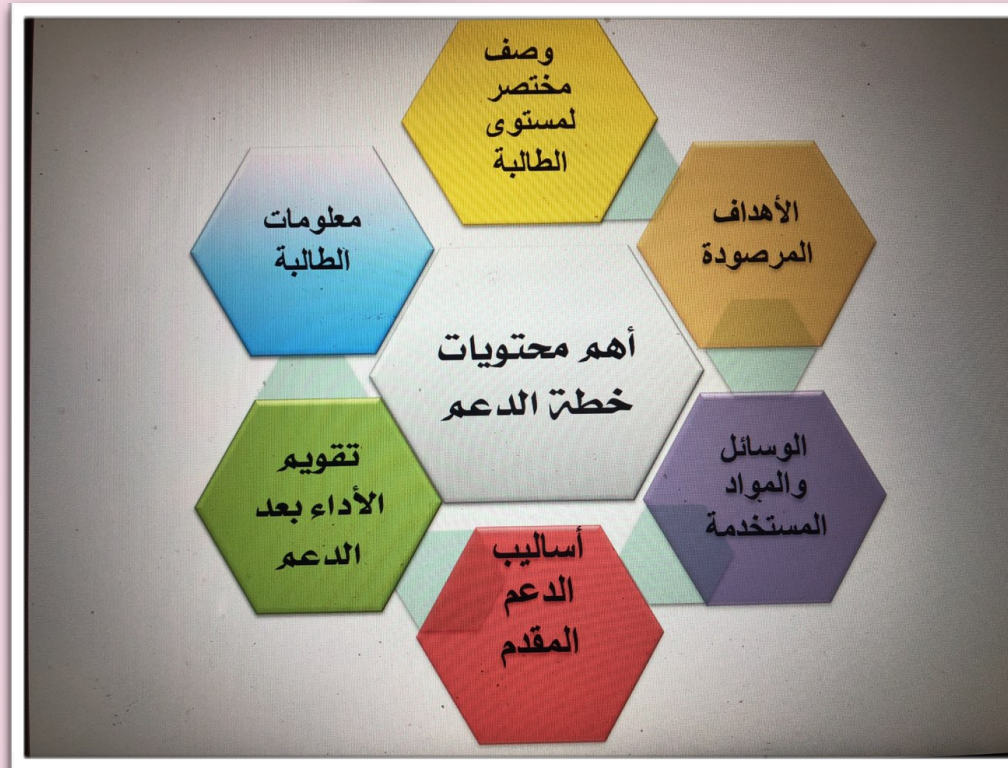 أهم محتويات
خطة الدعم
معلومات
الطالبة
وصف
مختصر
لمستوى
الطالبة
الأهداف
المرصودة
الوسائل
والمواد
المستخدمة
أساليب
الدعم
المقدم
تقويم
الأداء بعد
الدعم